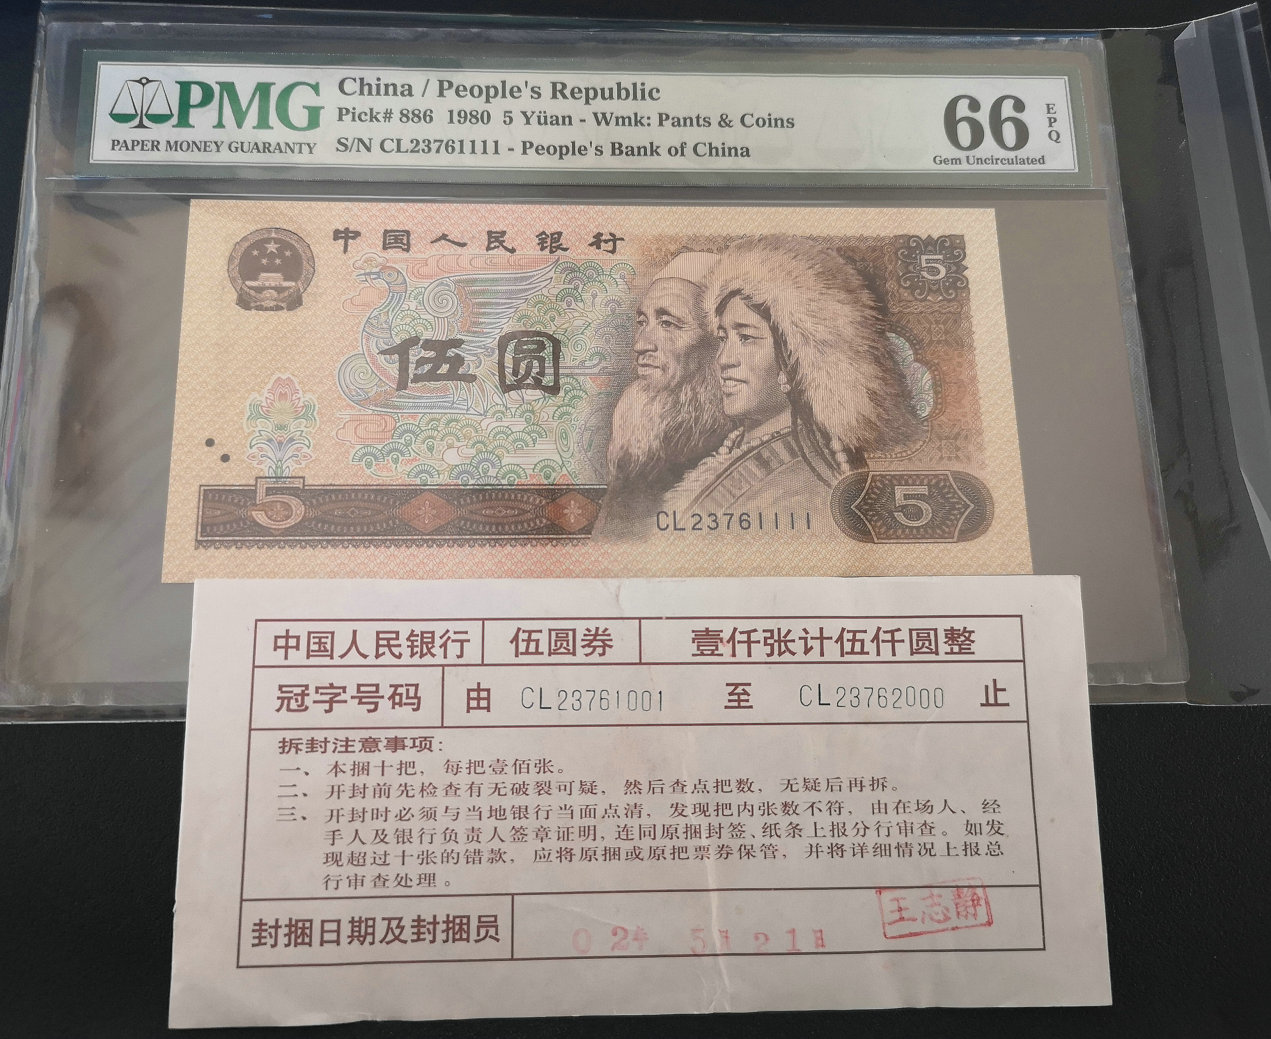 PMG
PAPER MONEY GUARANTY
China / People's Republic
Pick# 886 1980 5 Yüan - Wmk: Pants & Coins
S/N CL23761111 - People's Bank of China
66
EPQ
Gem Uncirculated
中国人民银行
5
伍圆
5
CL23761111
5
中国人民银行 伍圆券 壹仟张计伍仟圆整
冠字号码 由 CL23761001 至 CL23762000 止
拆封注意事项:
一、本捆十把，每把壹佰张。
二、开封前先检查有无破裂可疑，然后查点把数，无疑后再拆。
三、开封时必须与当地银行当面点清，发现把内张数不符，由在场人、经
手人及银行负责人签章证明，连同原捆封签、纸条上报分行审查。如发
现超过十张的错款，应将原捆或原把票券保管，并将详细情况上报总
行审查处理。
封捆日期及封捆员
王志静